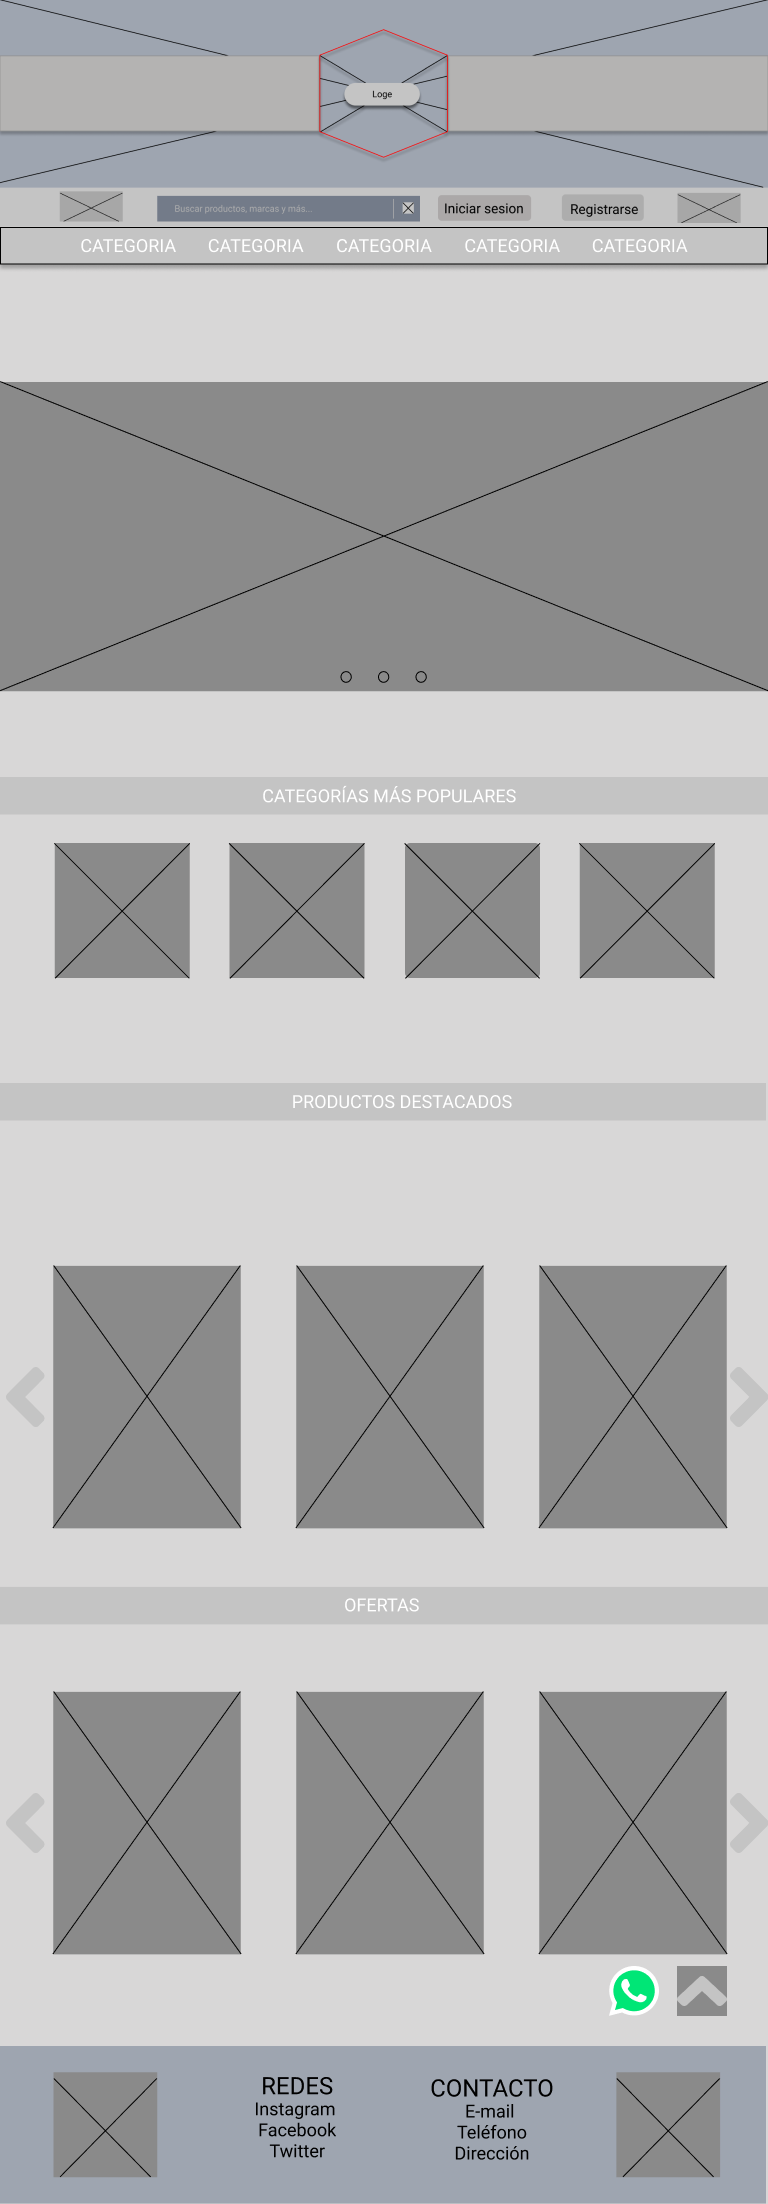 Loge
Buscar productos, marcas y más...
Iniciar sesion
Registrarse
CATEGORIA CATEGORIA CATEGORIA CATEGORIA CATEGORIA
CATEGORÍAS MÁS POPULARES
PRODUCTOS DESTACADOS
OFERTAS
REDES
Instagram
Facebook
Twitter
CONTACTO
E-mail
Teléfono
Dirección